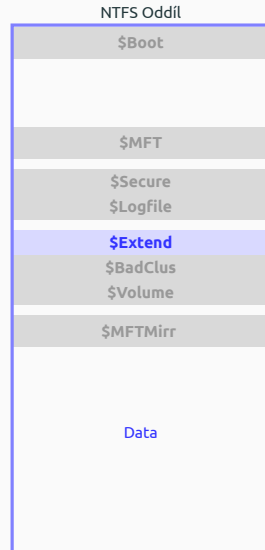 NTFS Oddíl
$Boot
$MFT
$Secure
$Logfile
$Extend
$BadClus
$Volume
$MFTMirr
Data